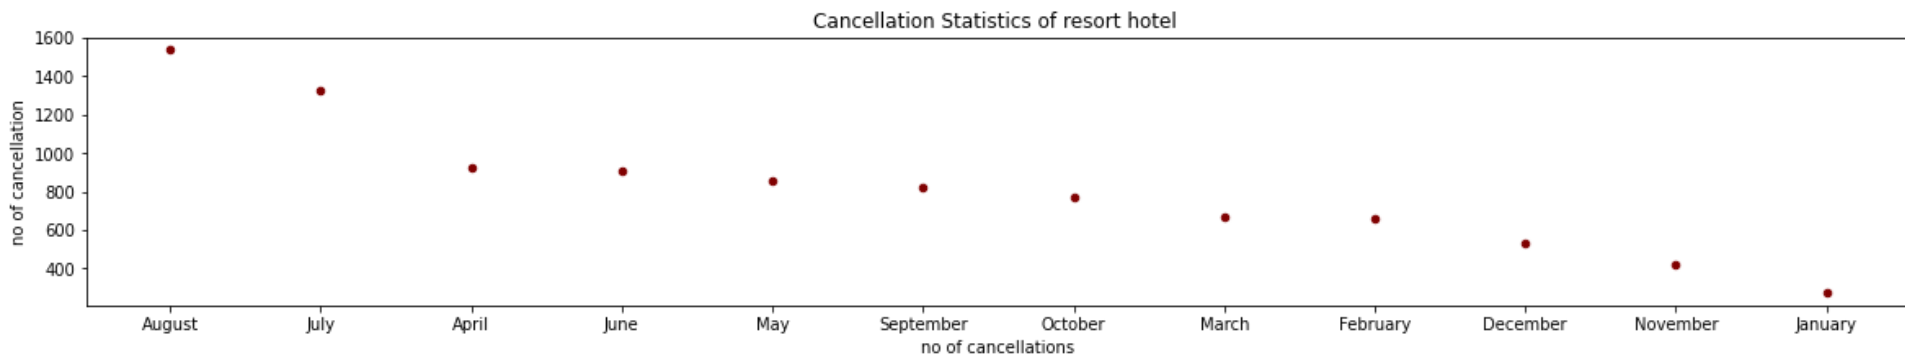 Cancellation Statistics of resort hotel
no of cancellation
1600
1400
1200
1000
800
600
400
August July April June May September October March February December November January
no of cancellations